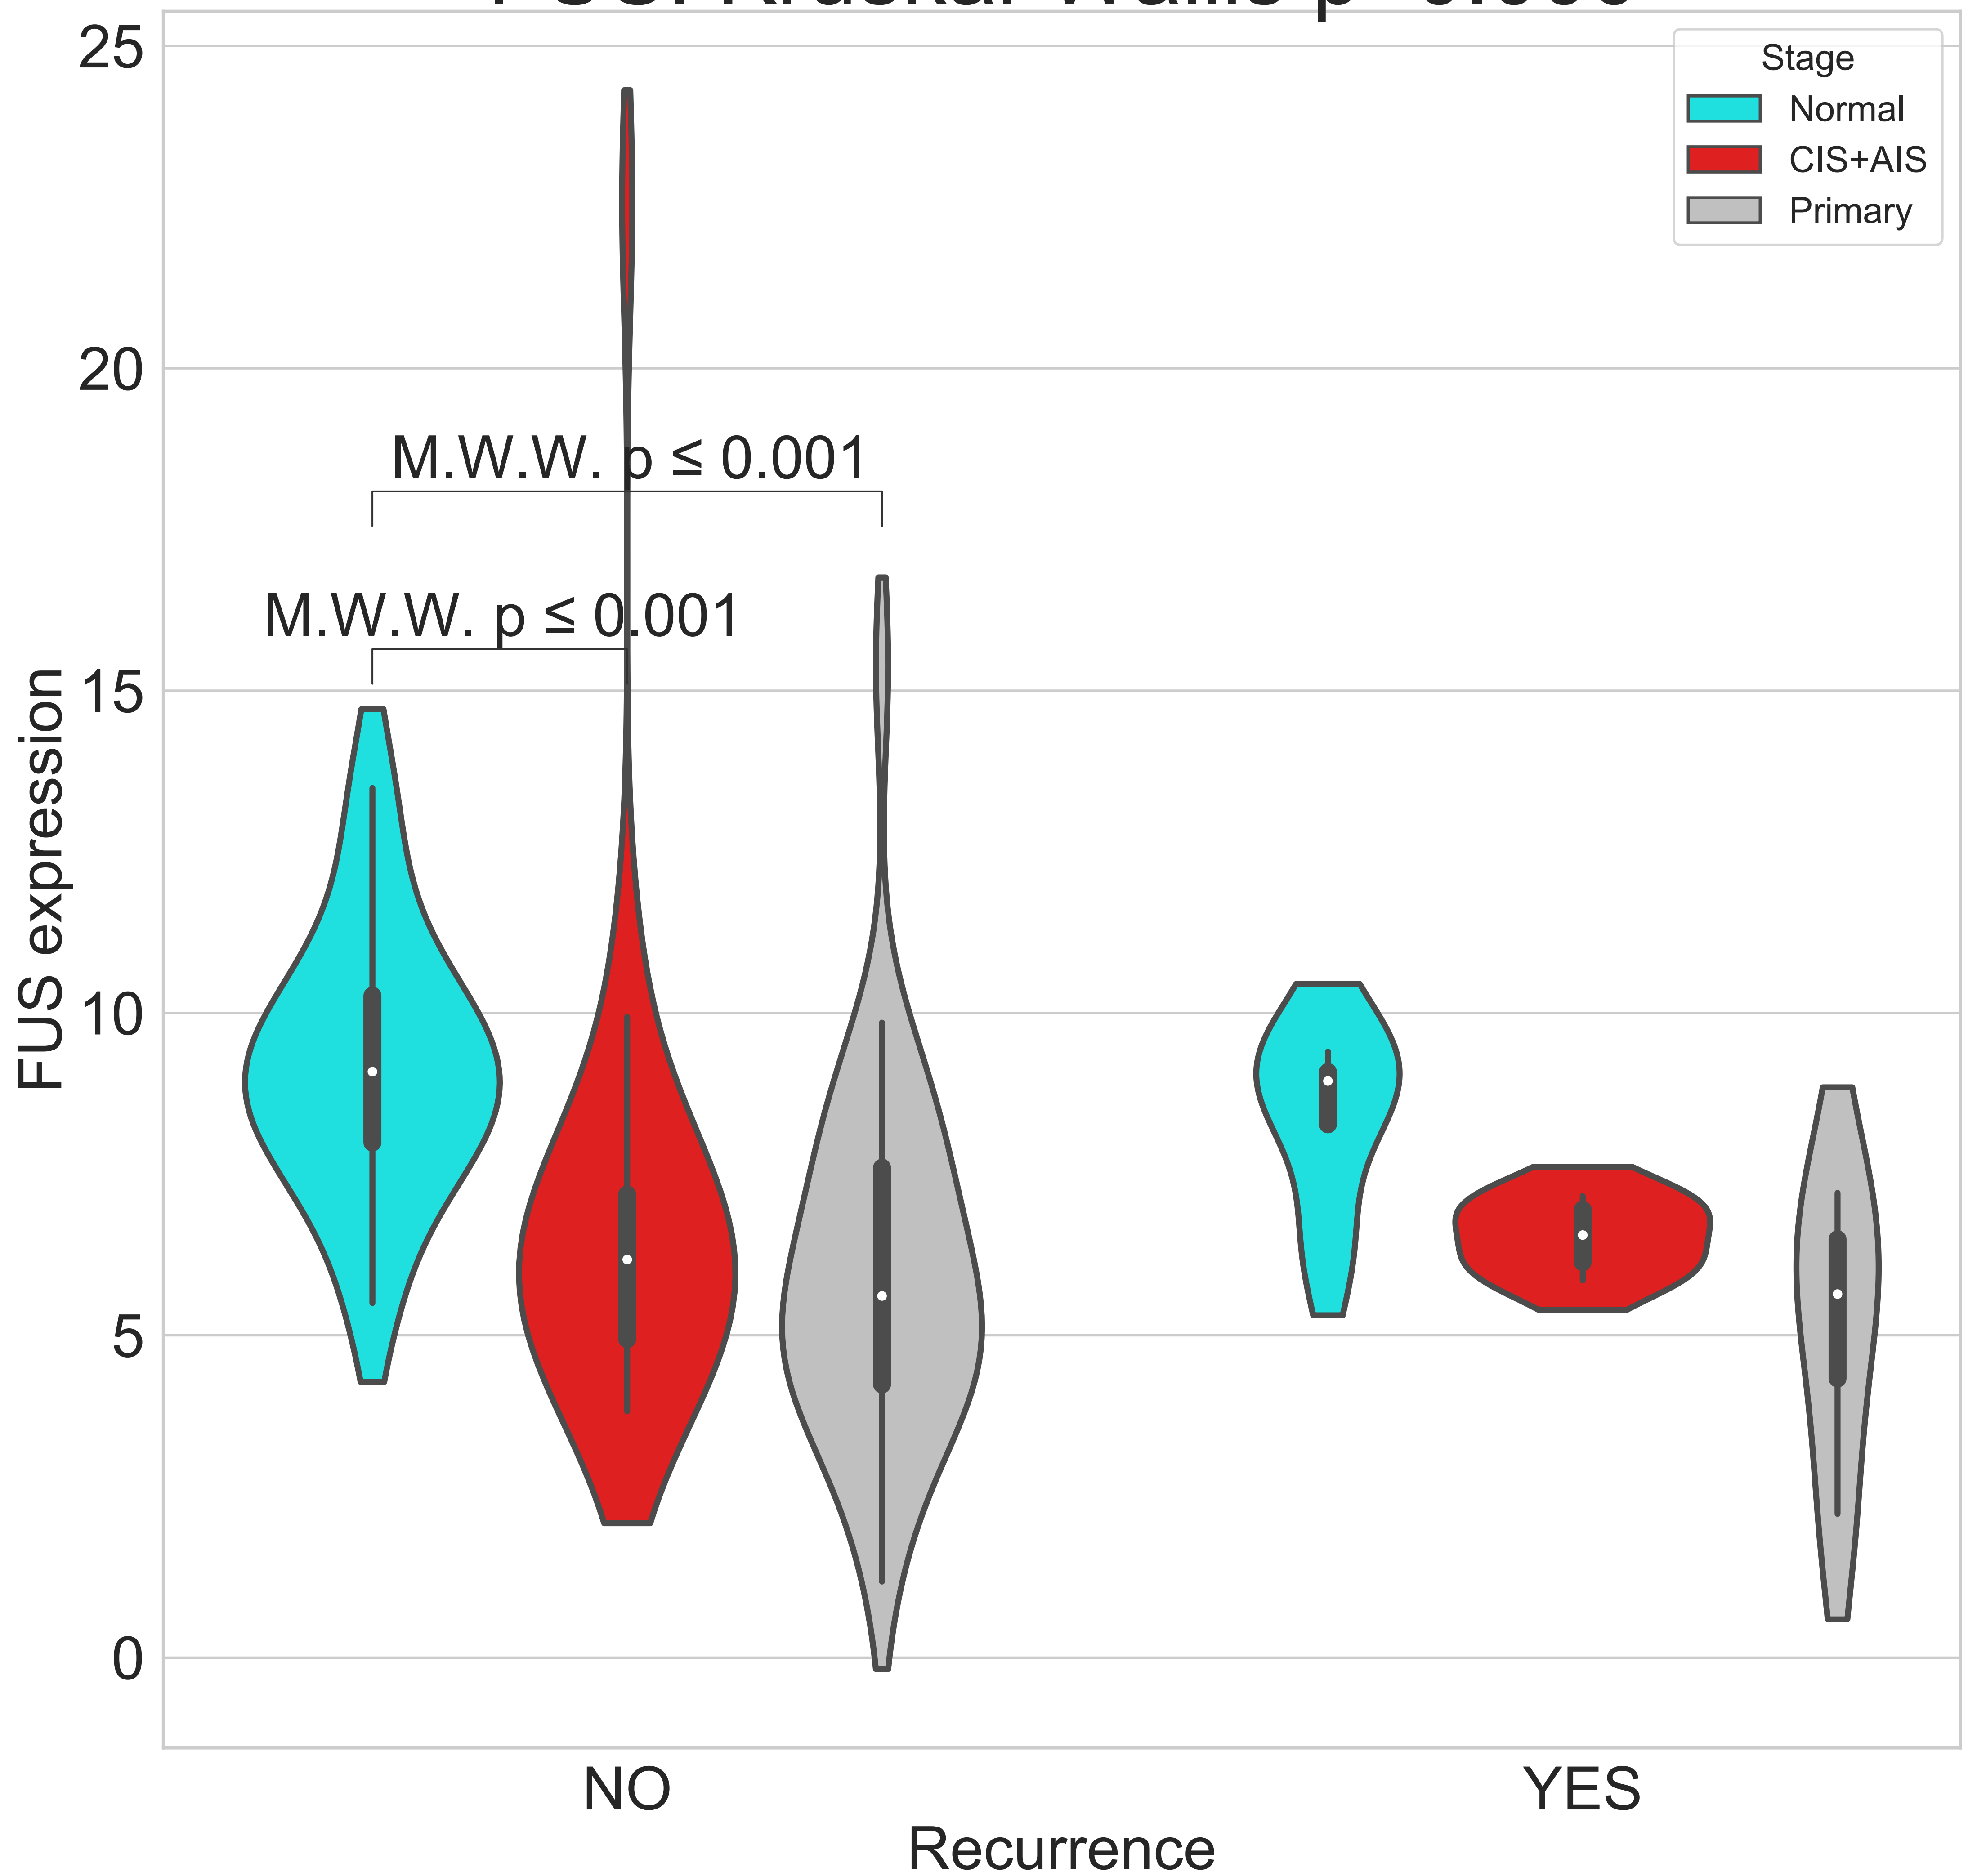 25
Stage
Normal
CIS+AIS
Primary
20
M.W.W. p ≤ 0.001
M.W.W. p ≤ 0.001
15
FUS expression
10
5
0
NO
YES
Recurrence